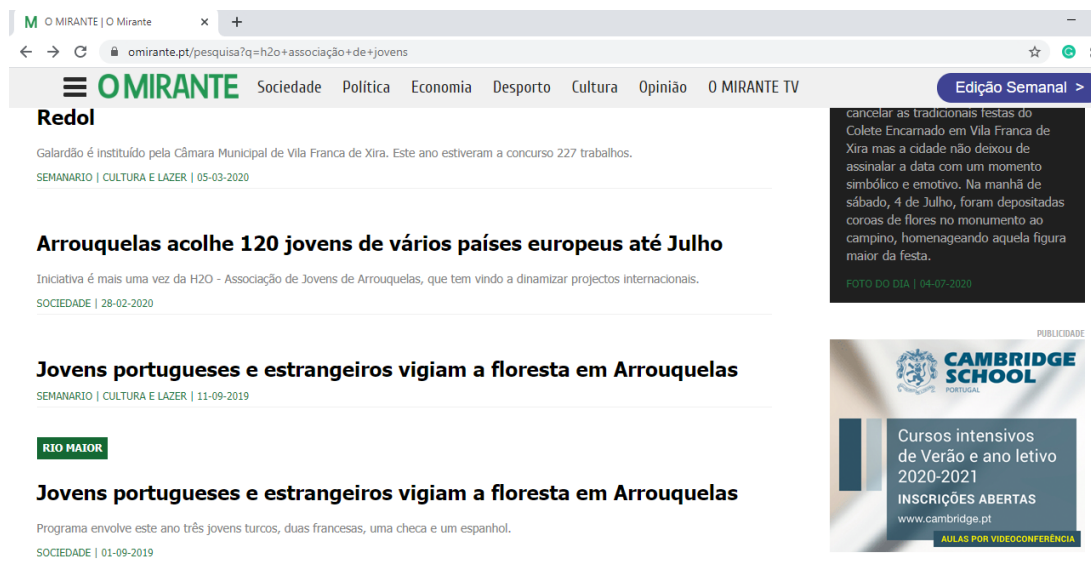 O MIRANTE | O Mirante
omirante.pt/pesquisa?q=h2o+associação+de+jovens
O MIRANTE Sociedade Política Economia Desporto Cultura Opinião O MIRANTE TV Edição Semanal >
Redol
Galardão é instituído pela Câmara Municipal de Vila Franca de Xira. Este ano estiveram a concurso 227 trabalhos.
SEMANARIO | CULTURA E LAZER | 05-03-2020
Arrouquelas acolhe 120 jovens de vários países europeus até Julho
Iniciativa é mais uma vez da H2O - Associação de Jovens de Arrouquelas, que tem vindo a dinamizar projectos internacionais.
SOCIEDADE | 28-02-2020
Jovens portugueses e estrangeiros vigiam a floresta em Arrouquelas
SEMANARIO | CULTURA E LAZER | 11-09-2019
RIO MAIOR
Jovens portugueses e estrangeiros vigiam a floresta em Arrouquelas
Programa envolve este ano três jovens turcos, duas francesas, uma checa e um espanhol.
SOCIEDADE | 01-09-2019
cancelar as tradicionais festas do
Colete Encarnado em Vila Franca de
Xira mas a cidade não deixou de
assinalar a data com um momento
simbólico e emotivo. Na manhã de
sábado, 4 de Julho, foram depositadas
coroas de flores no monumento ao
campino, homenageando aquela figura
maior da festa.
FOTO DO DIA | 04-07-2020
PUBLICIDADE
CAMBRIDGE
SCHOOL
PORTUGAL
Cursos intensivos
de Verão e ano letivo
2020-2021
INSCRIÇÕES ABERTAS
www.cambridge.pt
AULAS POR VIDEOCONFERÊNCIA